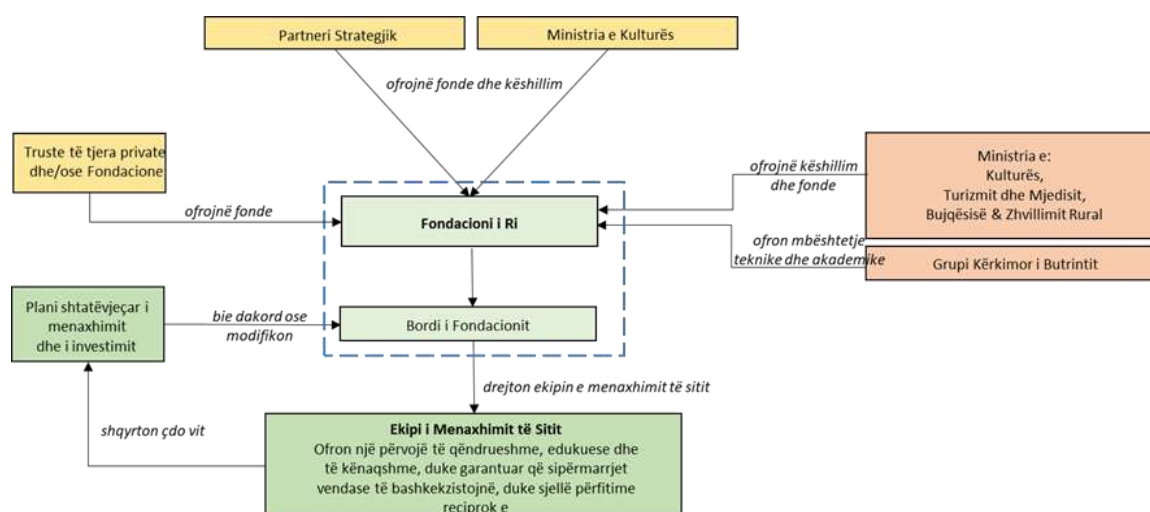 Partneri Strategjik
Ministria e Kulturës
ofrojnë fonde dhe këshillim
Truste të tjera private
dhe/ose Fondacione
ofrojnë fonde
Fondacioni i Ri
ofrojnë këshillim
dhe fonde
Ministria e:
Kulturës,
Turizmit dhe Mjedisit,
Bujqësisë & Zhvillimit Rural
ofron mbështetje
teknike dhe akademike
Grupi Kërkimor i Butrintit
Plani shtatëvjeçar i
menaxhimit
dhe i investimit
bie dakord ose
modifikon
Bordi i Fondacionit
drejton ekipin e menaxhimit të sitit
shqyrton çdo vit
Ekipi i Menaxhimit të Sitit
Ofron një përvojë të qëndrueshme, edukuese dhe
të kënaqshme, duke garantuar që sipërmarrjet
vendase të bashkekzistojnë, duke sjellë përfitime
reciprok e